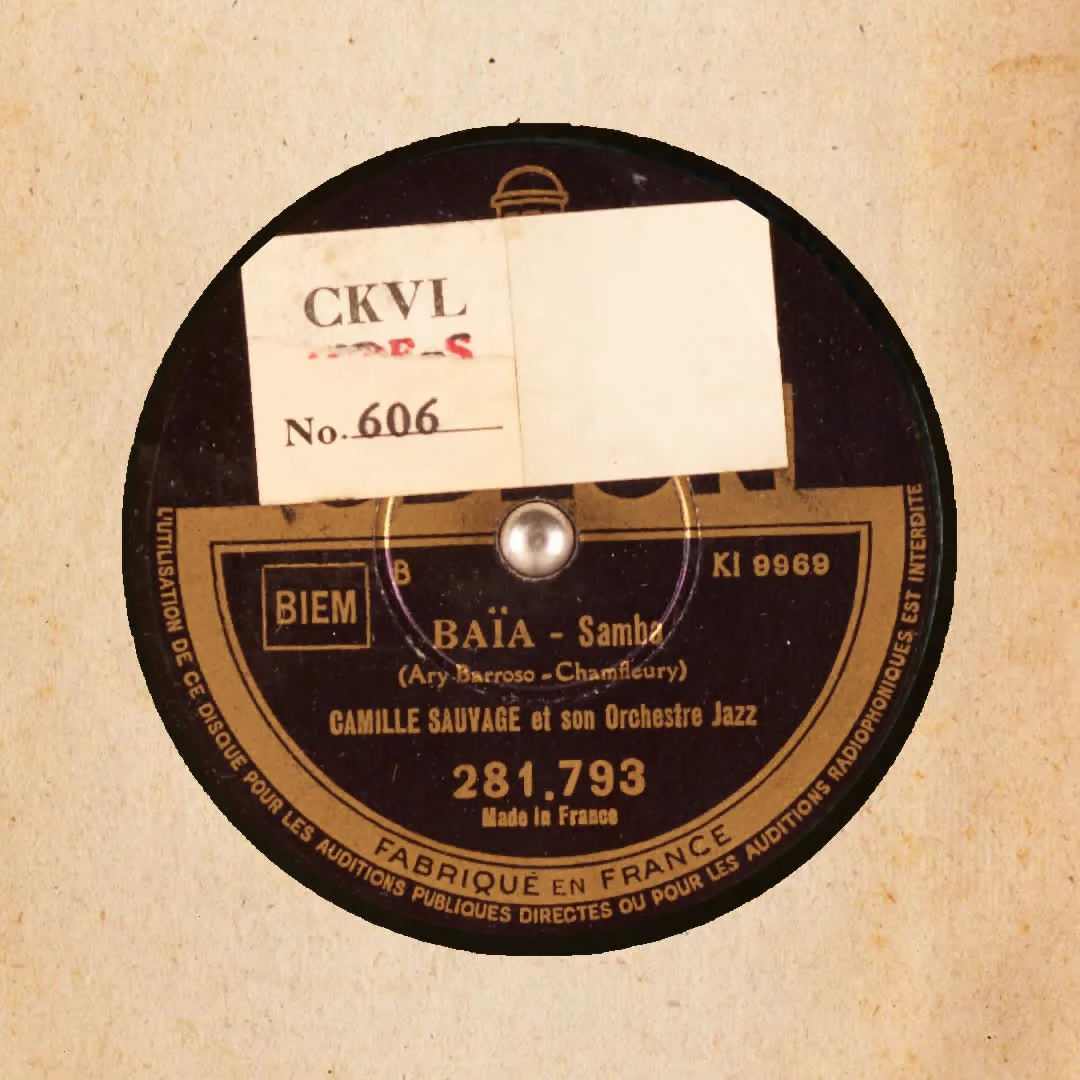 CKVL
No. 606
BIEM
B
KI 9969
BAÏA - Samba
(Ary Barroso - Chamfleury)
CAMILLE SAUVAGE et son Orchestre Jazz
281.793
Made in France
FABRIQUÉ EN FRANCE
L'UTILISATION DE CE DISQUE POUR LES AUDITIONS PUBLIQUES DIRECTES OU POUR LES AUDITIONS RADIOPHONIQUES EST INTERDITE